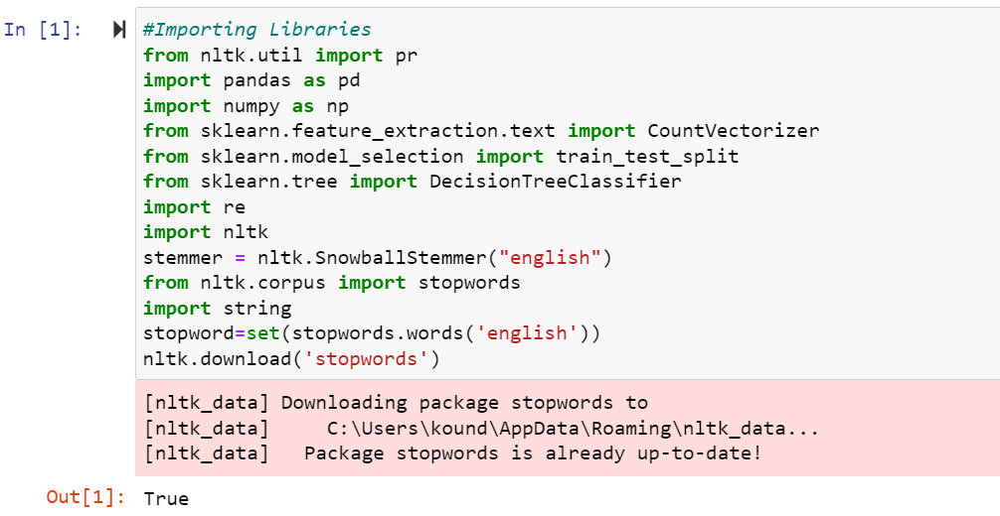 In [1]:
#Importing Libraries
from nltk.util import pr
import pandas as pd
import numpy as np
from sklearn.feature_extraction.text import CountVectorizer
from sklearn.model_selection import train_test_split
from sklearn.tree import DecisionTreeClassifier
import re
import nltk
stemmer = nltk.SnowballStemmer("english")
from nltk.corpus import stopwords
import string
stopword=set(stopwords.words('english'))
nltk.download('stopwords')
[nltk_data] Downloading package stopwords to
[nltk_data]     C:\Users\kound\AppData\Roaming\nltk_data...
[nltk_data]   Package stopwords is already up-to-date!
Out[1]: True